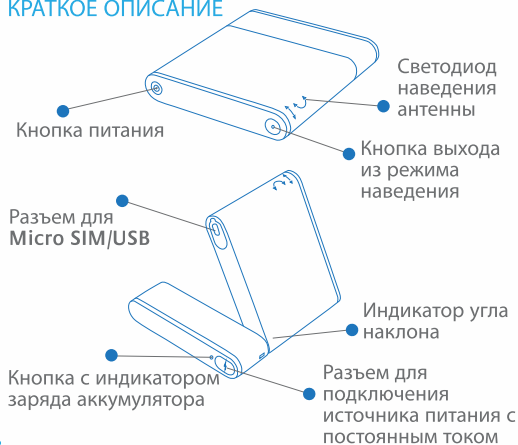 КРАТКОЕ ОПИСАНИЕ
Светодиод
наведения
антенны
Кнопка питания
Кнопка выхода
из режима
наведения
Разъем для
Micro SIM/USB
Индикатор угла
наклона
Кнопка с индикатором
заряда аккумулятора
Разъем для
подключения
источника питания с
постоянным током